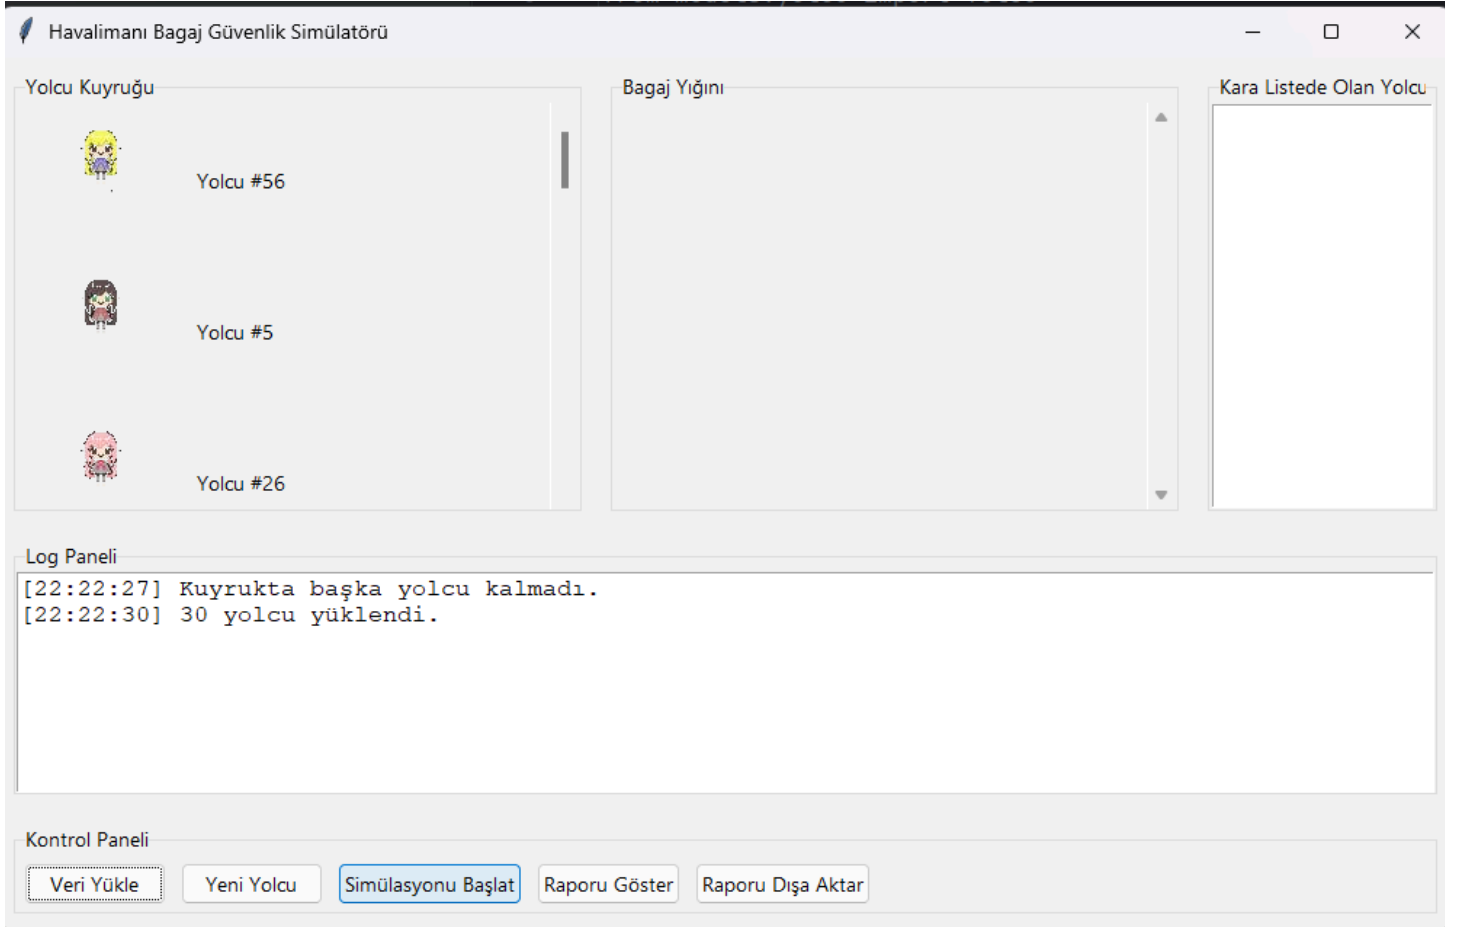 Havalimanı Bagaj Güvenlik Simülatörü
Yolcu Kuyruğu
Bagaj Yığını
Kara Listede Olan Yolcu
Yolcu #56
Yolcu #5
Yolcu #26
Log Paneli
[22:22:27] Kuyrukta başka yolcu kalmadı.
[22:22:30] 30 yolcu yüklendi.
Kontrol Paneli
Veri Yükle
Yeni Yolcu
Simülasyonu Başlat
Raporu Göster
Raporu Dışa Aktar